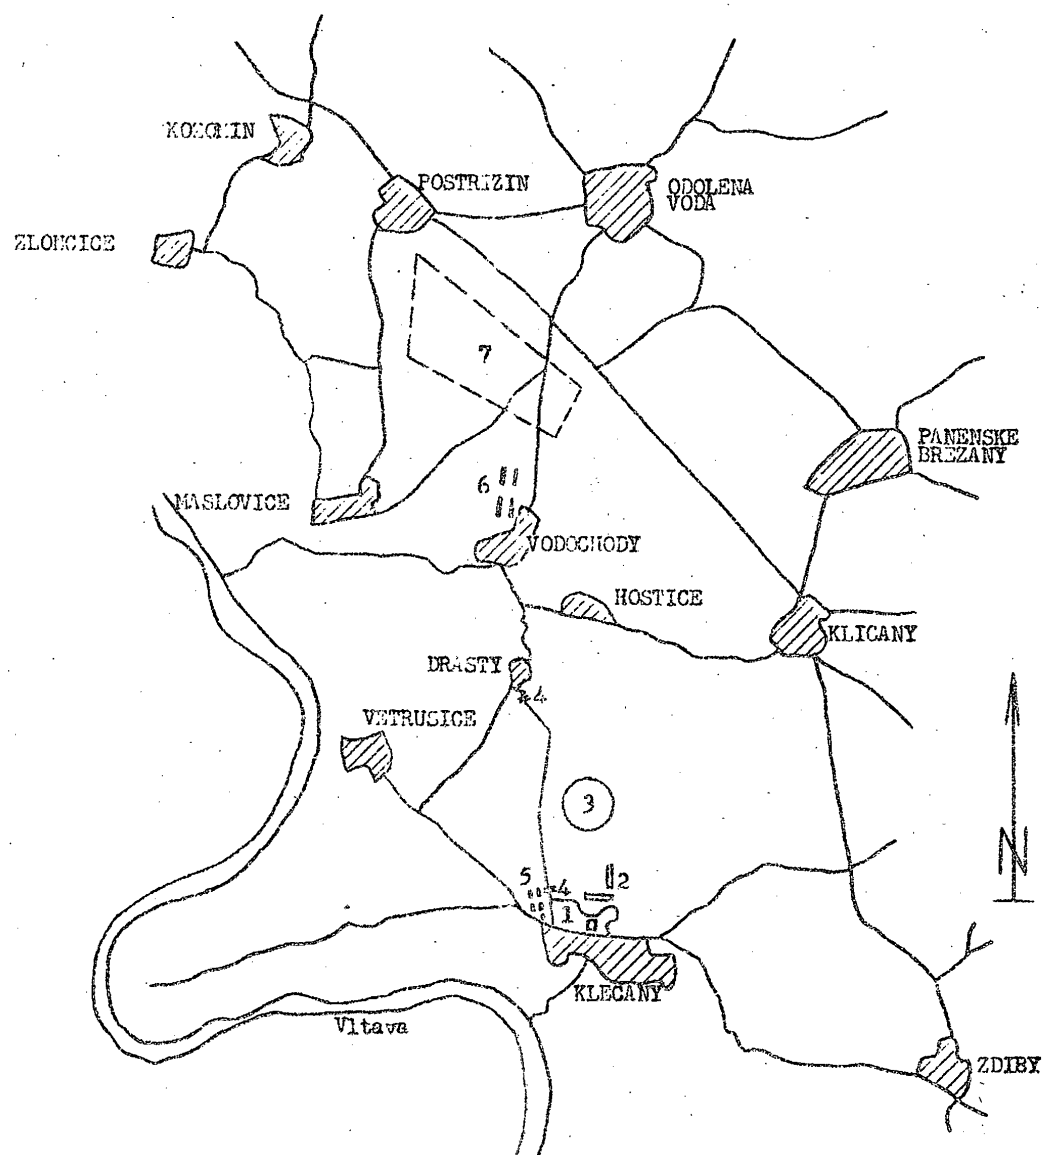 KOZOMIN
POSTRIZIN
ODOLENA
VODA
ZLONCICE
7
PANENSKE
BREZANY
6
MASLOVICE
VODOCHODY
HOSTICE
KLICANY
DRASTY
4
VETRUSICE
3
N
5
4
2
1
KLECANY
Vltava
ZDIBY